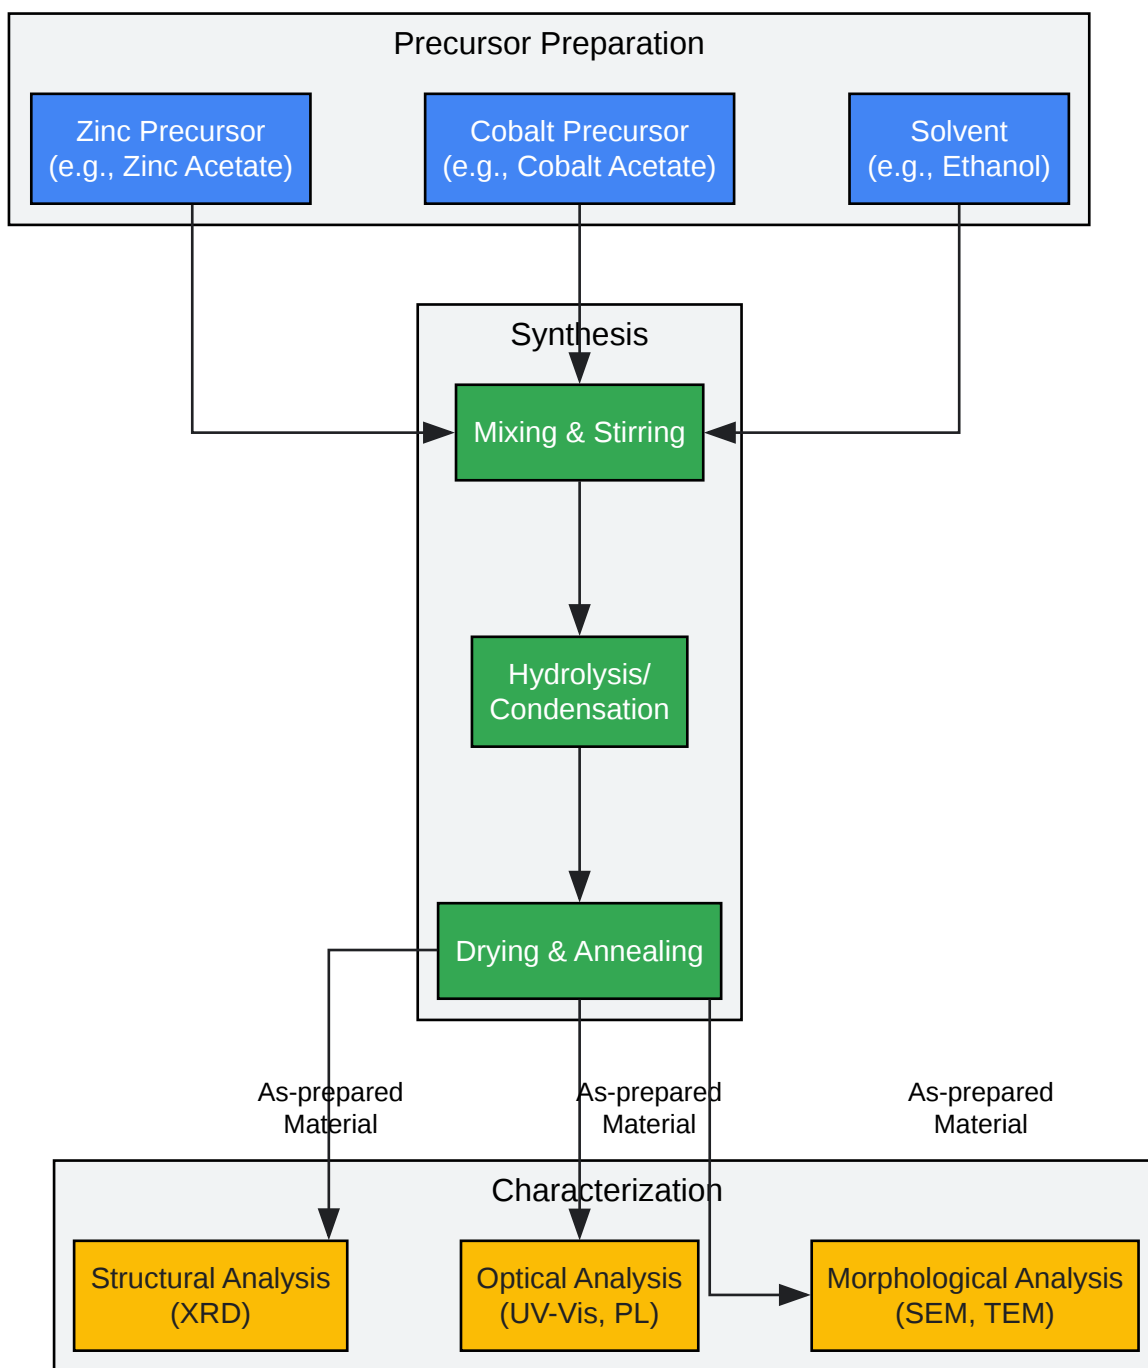 Precursor Preparation
Zinc Precursor
(e.g., Zinc Acetate)
Cobalt Precursor
(e.g., Cobalt Acetate)
Solvent
(e.g., Ethanol)
Synthesis
Mixing & Stirring
Hydrolysis/
Condensation
Drying & Annealing
As-prepared
Material
As-prepared
Material
As-prepared
Material
Characterization
Structural Analysis
(XRD)
Optical Analysis
(UV-Vis, PL)
Morphological Analysis
(SEM, TEM)